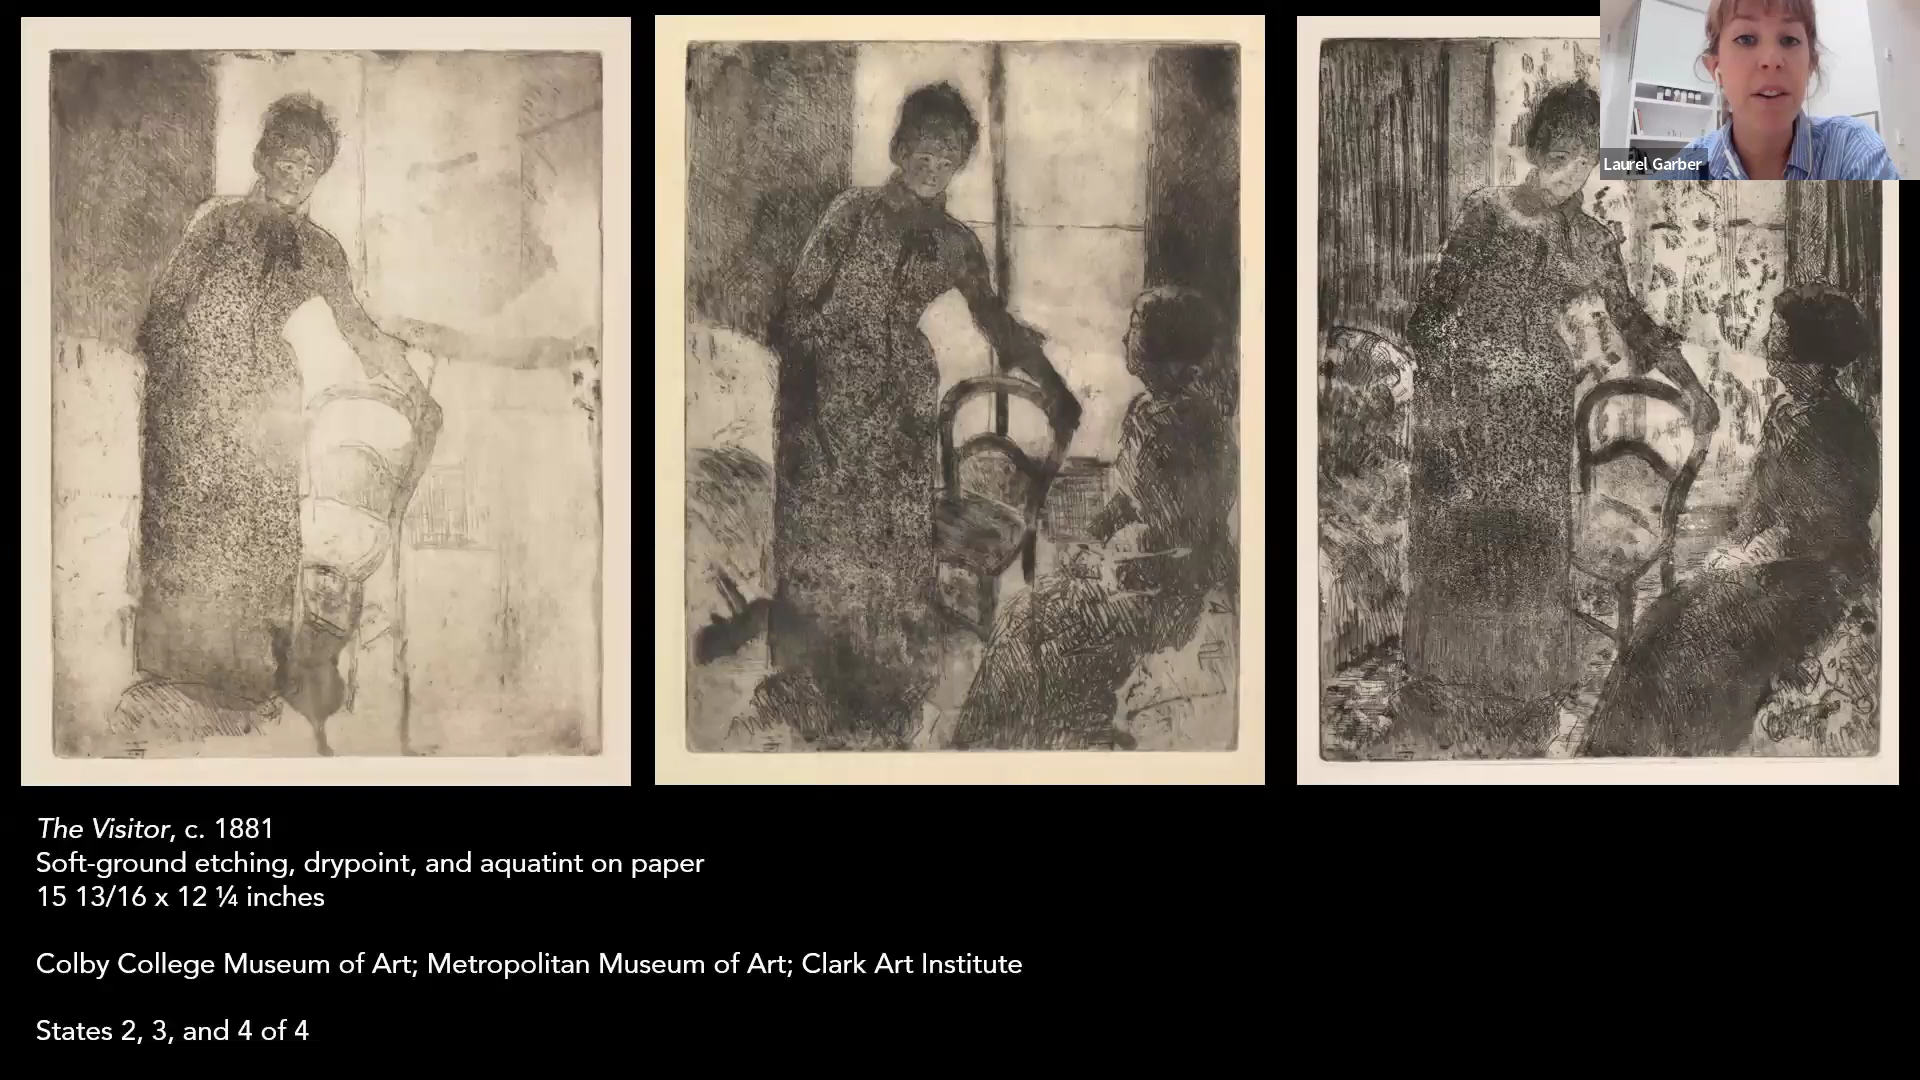 Laurel Garber
The Visitor, c. 1881
Soft-ground etching, drypoint, and aquatint on paper
15 13/16 x 12 ¼ inches
Colby College Museum of Art; Metropolitan Museum of Art; Clark Art Institute
States 2, 3, and 4 of 4